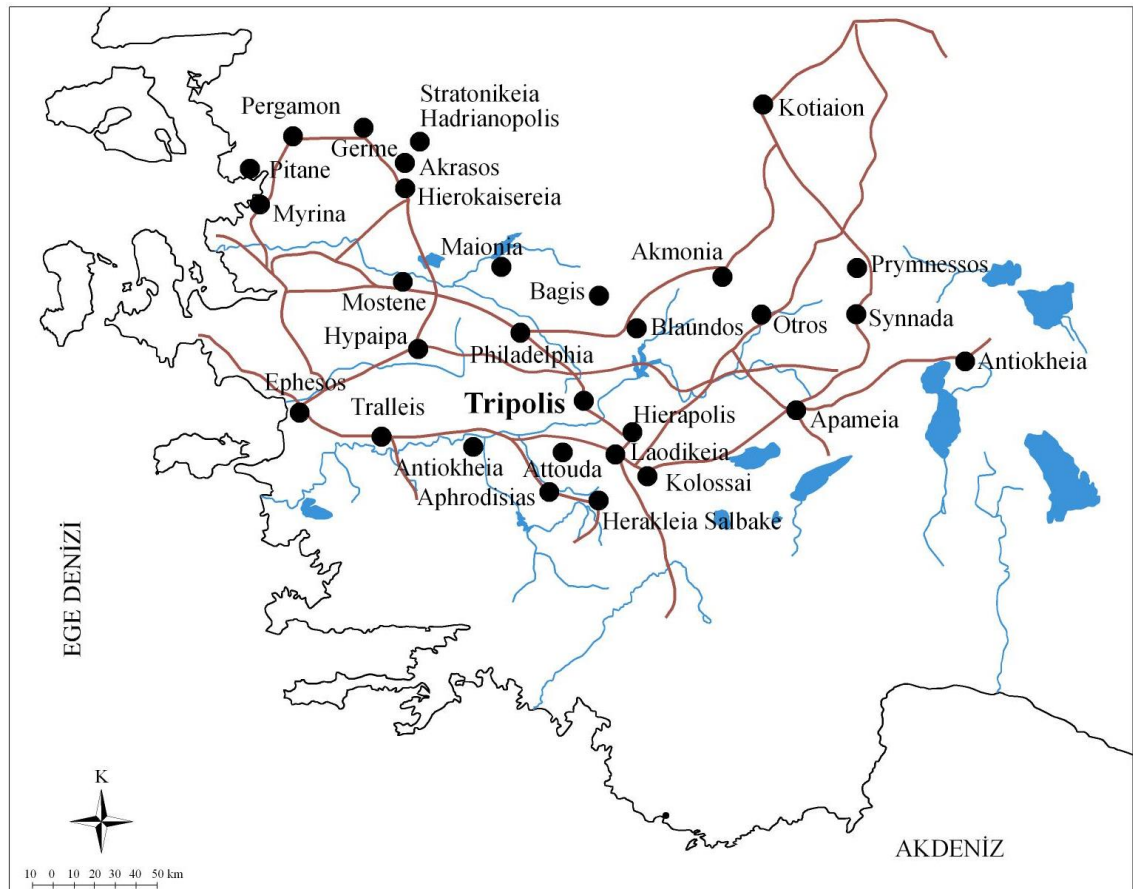 Stratonikeia
Hadrianopolis
Pergamon
Kotiaion
Germe
Akrasos
Pitane
Hierokaisereia
Myrina
Maionia
Akmonia
Prymnessos
Bagis
Mostene
Blaundos
Otros
Synnada
Hypaipa
Philadelphia
Antiokheia
Ephesos
Tralleis
Tripolis
Hierapolis
Apameia
Laodikeia
Antiokheia
Attouda
Kolossai
Aphrodisias
Herakleia Salbake
EGE DENİZİ
K
AKDENİZ
10 0 10 20 30 40 50 km